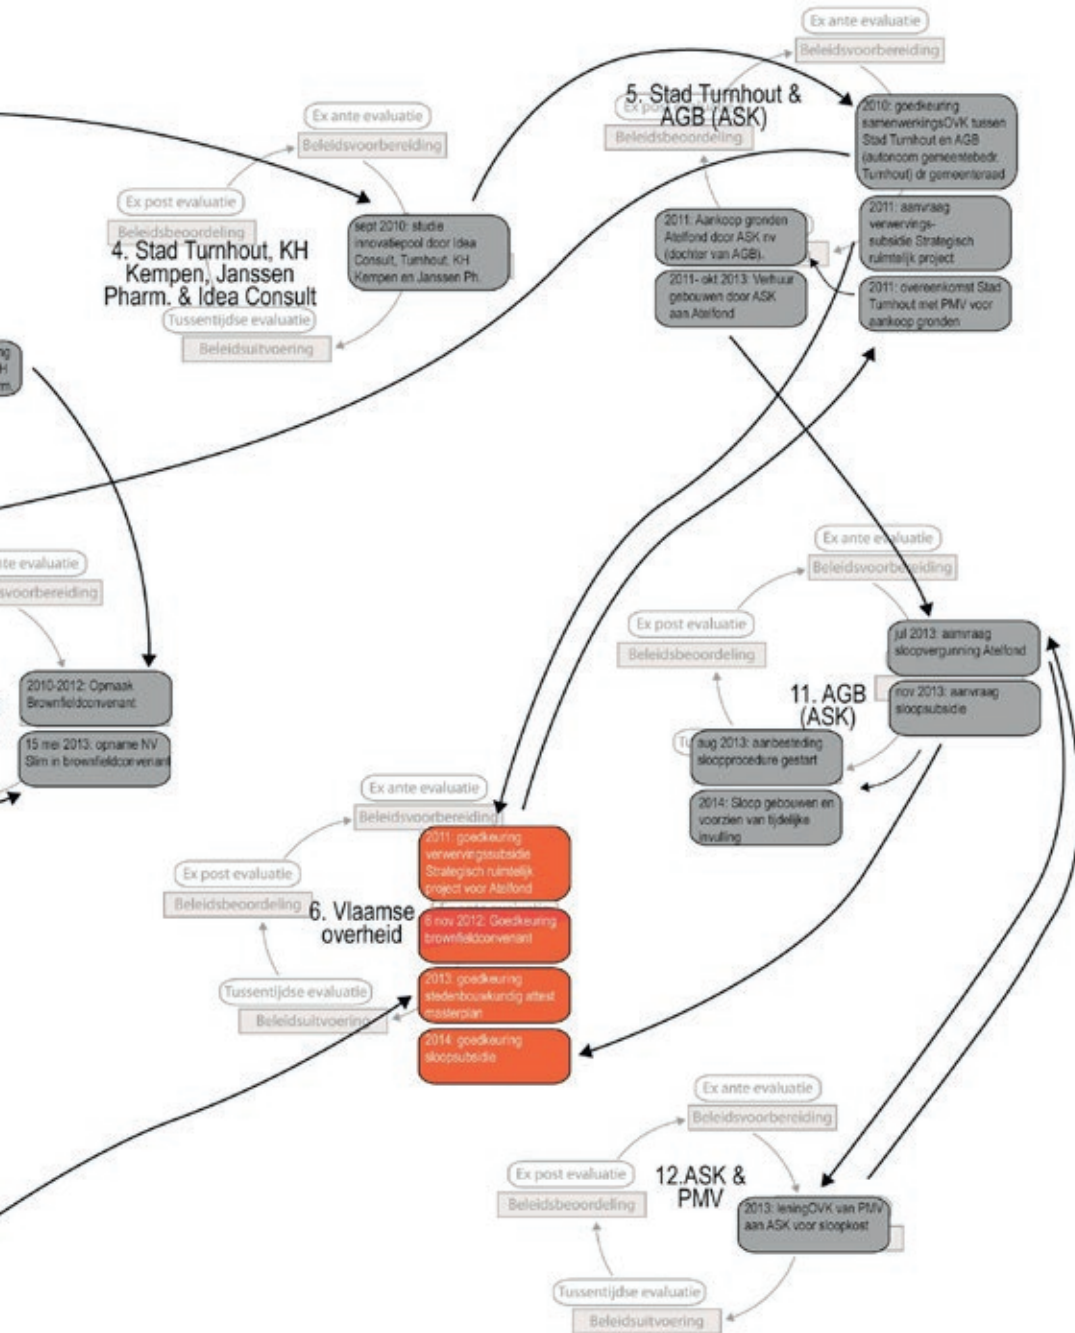 Ex ante evaluatie
Beleidsvoorbereiding
5. Stad Turnhout &
AGB (ASK)
Beleidsbeoordeling
2010: goedkeuring
samenwerkingsOVK tussen
Stad Turnhout en AGB
(autonoom gemeentebedr.
Turnhout) dr gemeenteraad
2011: aanvraag
verwervings-
subsidie Strategisch
ruimtelijk project
2011: overeenkomst Stad
Turnhout met PMV voor
aankoop gronden
2011: Aankoop gronden
Atelfond door ASK nv
(dochter van AGB).
2011- okt 2013: Verhuur
gebouwen door ASK
aan Atelfond
Ex ante evaluatie
Beleidsvoorbereiding
Ex post evaluatie
Beleidsbeoordeling
4. Stad Turnhout, KH
Kempen, Janssen
Pharm. & Idea Consult
sept 2010: studie
innovatiepool door Idea
Consult, Turnhout, KH
Kempen en Janssen Ph.
Tussentijdse evaluatie
Beleidsuitvoering
nte evaluatie
svoorbereiding
2010-2012: Opmaak
Brownfieldconvenant
15 mei 2013: opname NV
Slim in brownfieldconvenant
Ex ante evaluatie
Beleidsvoorbereiding
Ex post evaluatie
Beleidsbeoordeling
11. AGB
(ASK)
jul 2013: aanvraag
sloopvergunning Atelfond
nov 2013: aanvraag
sloopsubsidie
Tu
aug 2013: aanbesteding
sloopprocedure gestart
2014: Sloop gebouwen en
voorzien van tijdelijke
invulling
Ex ante evaluatie
Beleidsvoorbereiding
Ex post evaluatie
Beleidsbeoordeling
6. Vlaamse
overheid
2011: goedkeuring
verwervingssubsidie
Strategisch ruimtelijk
project voor Atelfond
6 nov 2012: Goedkeuring
brownfieldconvenant
2013: goedkeuring
stedenbouwkundig attest
masterplan
2014: goedkeuring
sloopsubsidie
Tussentijdse evaluatie
Beleidsuitvoering
Ex ante evaluatie
Beleidsvoorbereiding
Ex post evaluatie
Beleidsbeoordeling
12.ASK &
PMV
2013: leningOVK van PMV
aan ASK voor sloopkost
Tussentijdse evaluatie
Beleidsuitvoering